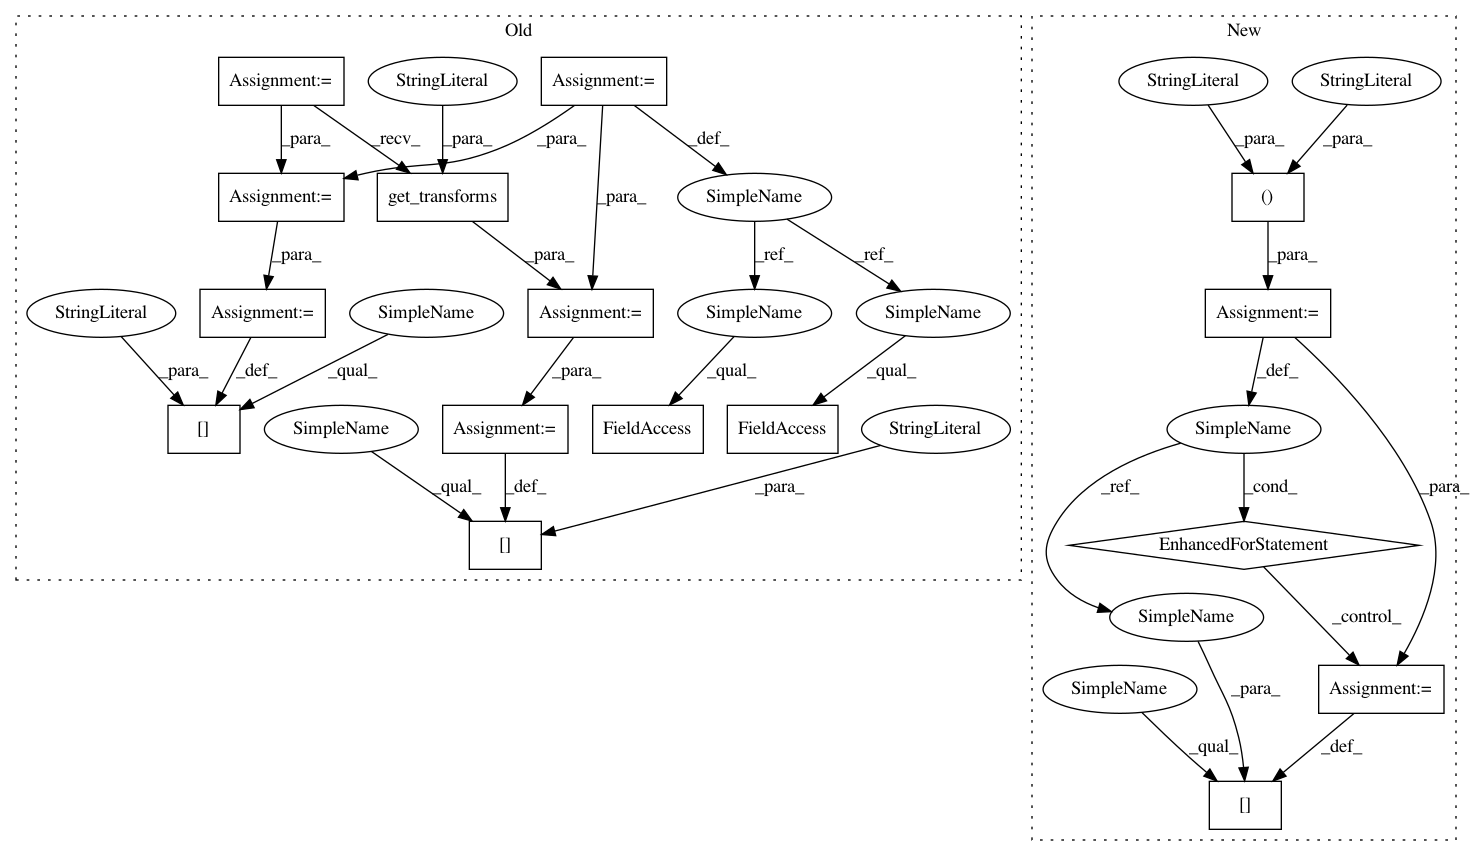 Old
New
Assignment:=
StringLiteral
Assignment:=
StringLiteral
StringLiteral
_para_
_recv_
_para_
_para_
_def_
_para_
_para_
Assignment:=
get_transforms
_para_
SimpleName
()
_para_
_para_
_ref_
_ref_
_para_
StringLiteral
Assignment:=
SimpleName
Assignment:=
SimpleName
SimpleName
Assignment:=
_para_
_def_
_qual_
_para_
_qual_
_qual_
_def_
[]
SimpleName
Assignment:=
FieldAccess
FieldAccess
StringLiteral
SimpleName
_qual_
_def_
_para_
_ref_
_cond_
_para_
[]
EnhancedForStatement
SimpleName
_control_
SimpleName
_para_
Assignment:=
_qual_
_def_
[]